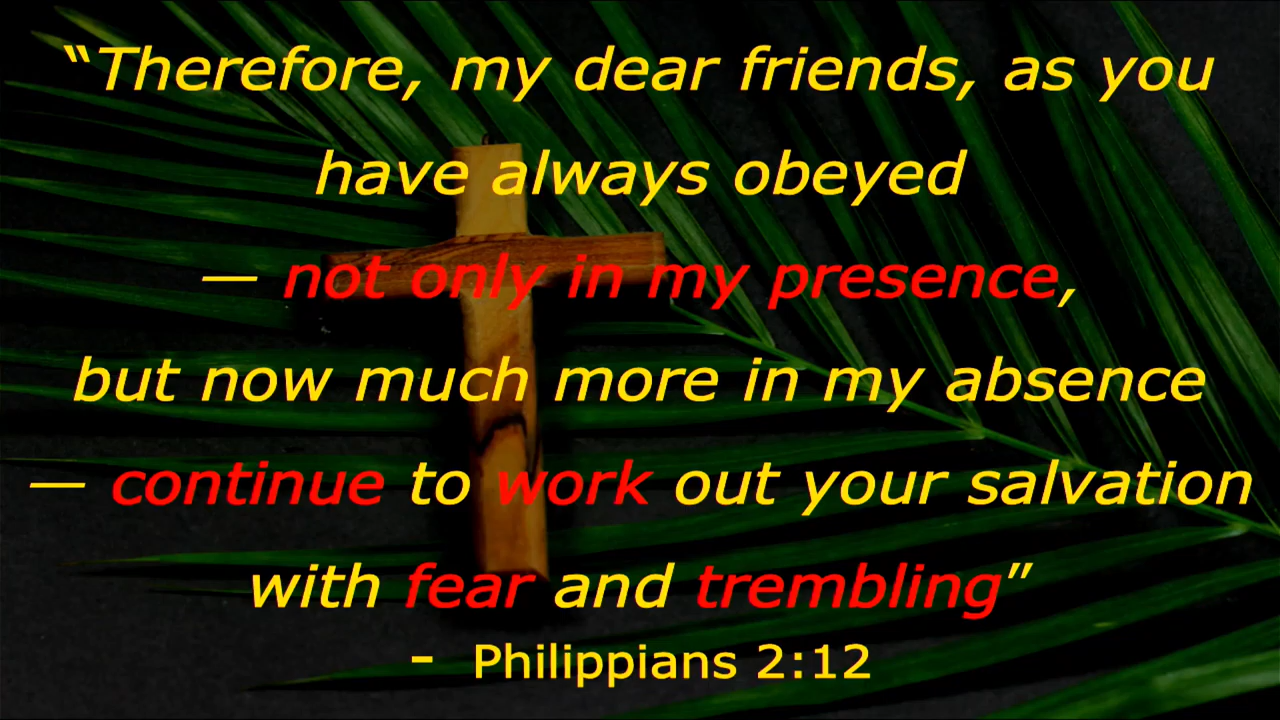 “Therefore, my dear friends, as you
have always obeyed
— not only in my presence,
but now much more in my absence
— continue to work out your salvation
with fear and trembling”
- Philippians 2:12